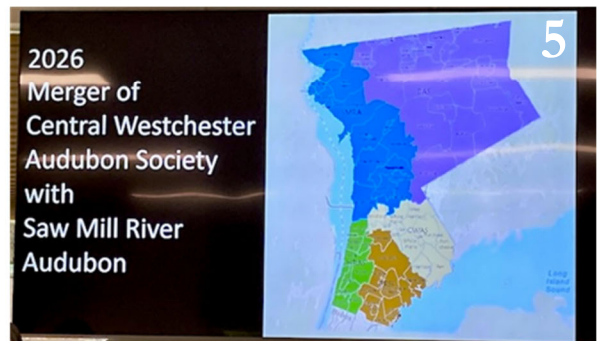 5
2026
Merger of
Central Westchester
Audubon Society
with
Saw Mill River
Audubon
Long
Island
Sound